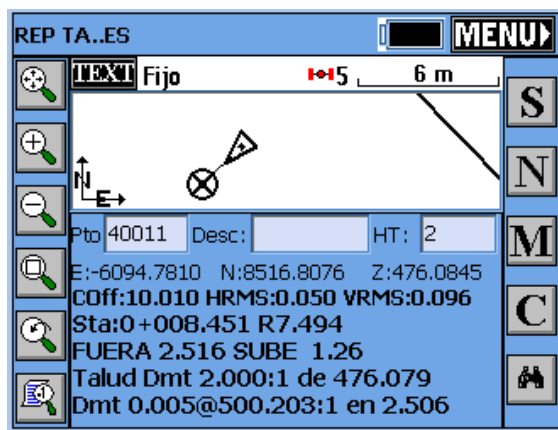 REP TA..ES
MENU
TEXT Fijo 5 6 m
S
N
N
E
M
C
Pto 40011 Desc: HT: 2
E:-6094.7810 N:8516.8076 Z:476.0845
COff:10.010 HRMS:0.050 VRMS:0.096
Sta:0+008.451 R7.494
FUERA 2.516 SUBE 1.26
Talud Dmt 2.000:1 de 476.079
Dmt 0.005@500.203:1 en 2.506